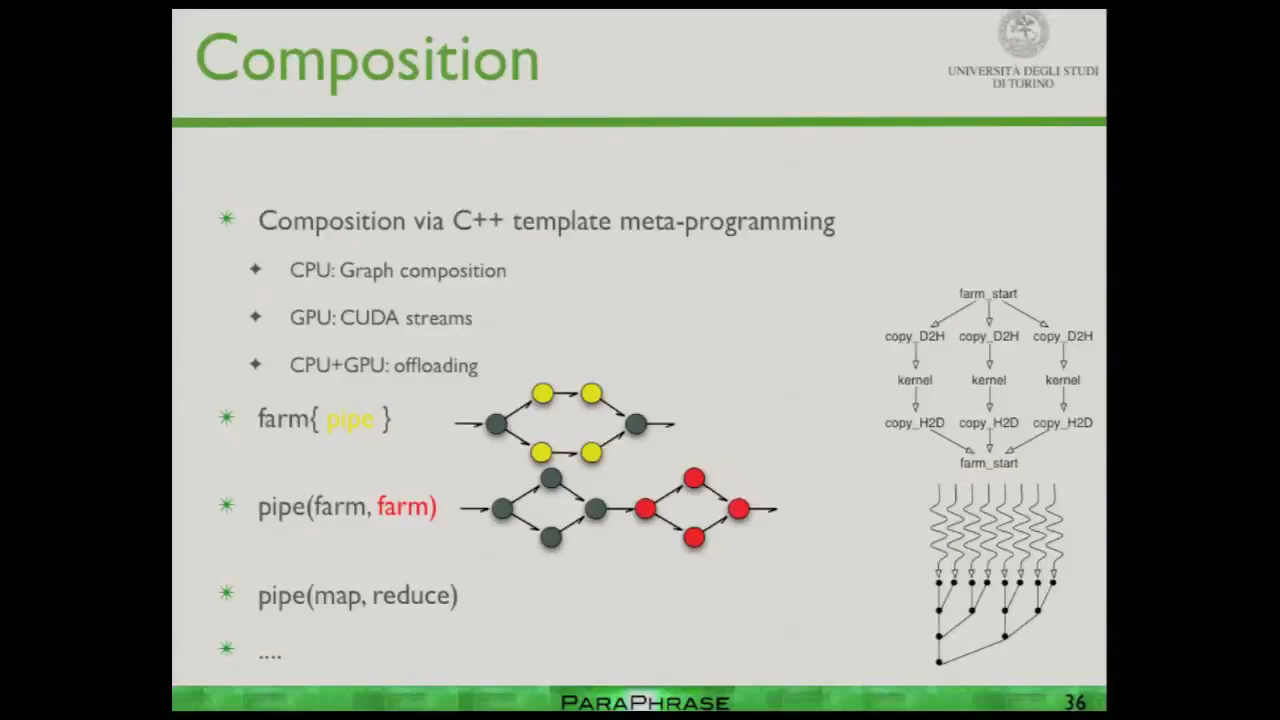 Composition
UNIVERSITÀ DEGLI STUDI
DI TORINO
Composition via C++ template meta-programming
CPU: Graph composition
GPU: CUDA streams
CPU+GPU: offloading
farm{ pipe }
pipe(farm, farm)
pipe(map, reduce)
....
farm_start
copy_D2H copy_D2H copy_D2H
kernel kernel kernel
copy_H2D copy_H2D copy_H2D
farm_start
PARAPHRASE
36